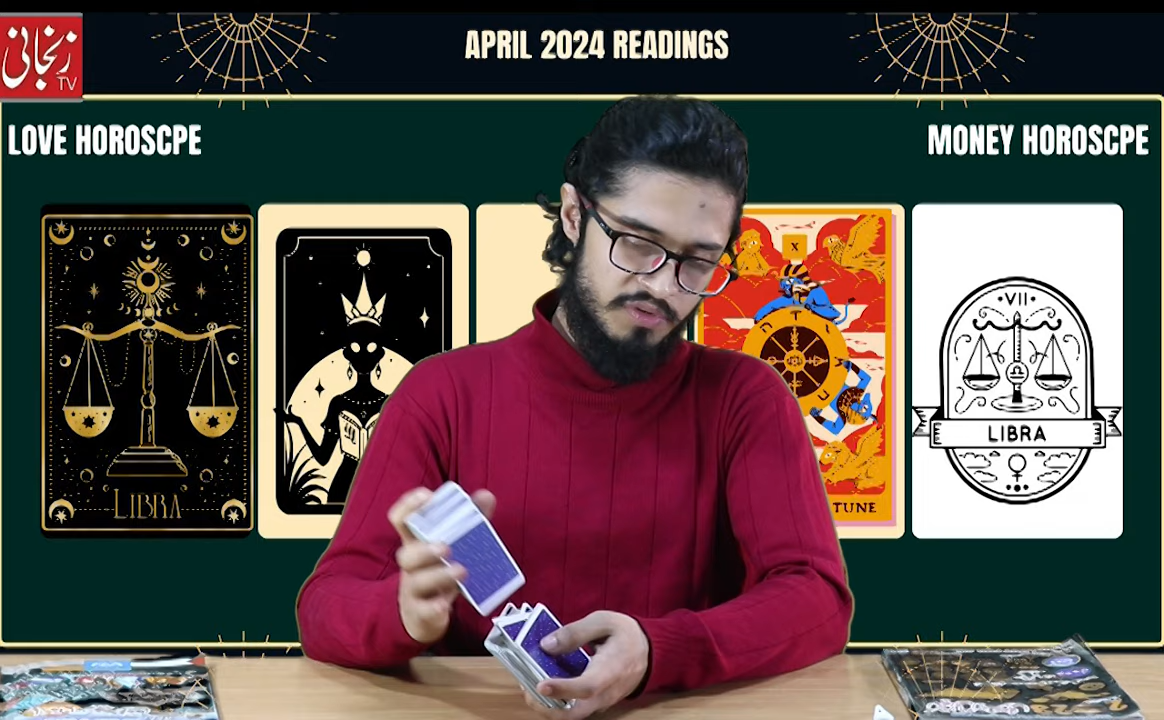 APRIL 2024 READINGS
زنجانی
TV
LOVE HOROSCPE
MONEY HOROSCPE
X
VII
LIBRA
LIBRA
TUNE